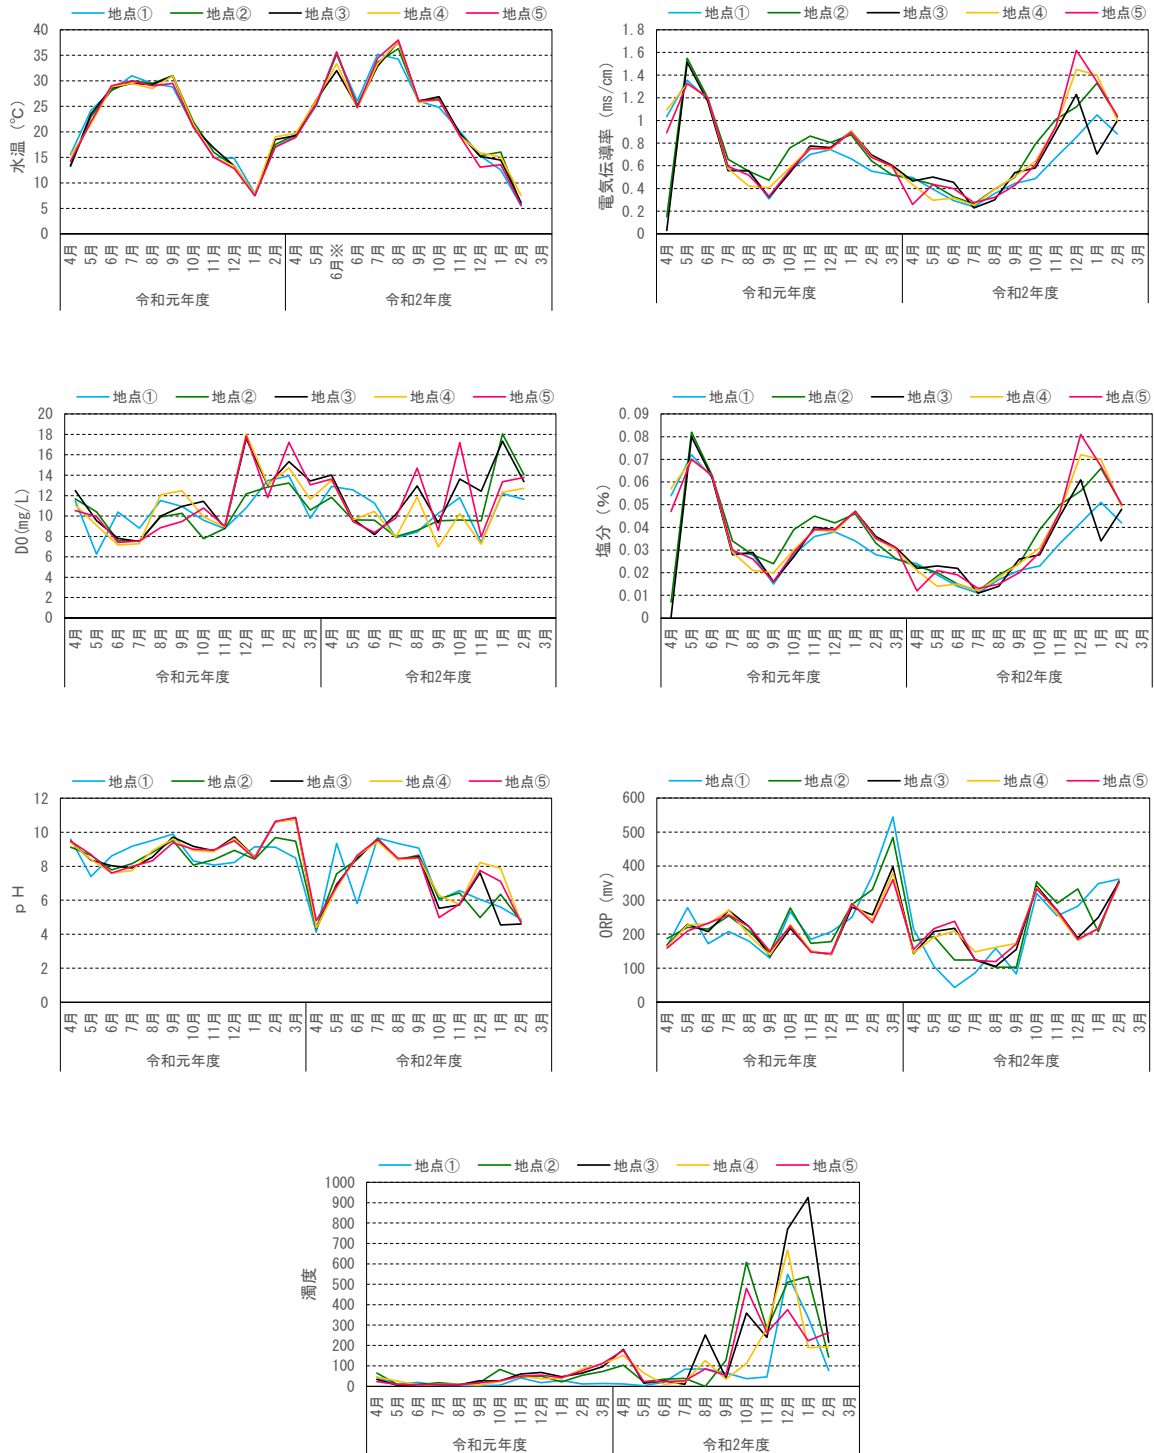 地点① 地点② 地点③ 地点④ 地点⑤
40
35
30
25
20
15
10
5
0
水温 (℃)
4月 5月 6月 7月 8月 9月 10月 11月 12月 1月 2月 4月 5月 6月※ 7月 8月 9月 10月 11月 12月 1月 2月 3月
令和元年度 令和2年度
地点① 地点② 地点③ 地点④ 地点⑤
1.8
1.6
1.4
1.2
1
0.8
0.6
0.4
0.2
0
電気伝導率 (ms/cm)
4月 5月 6月 7月 8月 9月 10月 11月 12月 1月 2月 3月 4月 5月 6月 7月 8月 9月 10月 11月 12月 1月 2月 3月
令和元年度 令和2年度
地点① 地点② 地点③ 地点④ 地点⑤
20
18
16
14
12
10
8
6
4
2
0
DO(mg/L)
4月 5月 6月 7月 8月 9月 10月 11月 12月 1月 2月 3月 4月 5月 6月 7月 8月 9月 10月 11月 12月 1月 2月 3月
令和元年度 令和2年度
地点① 地点② 地点③ 地点④ 地点⑤
0.09
0.08
0.07
0.06
0.05
0.04
0.03
0.02
0.01
0
塩分 (%)
4月 5月 6月 7月 8月 9月 10月 11月 12月 1月 2月 3月 4月 5月 6月 7月 8月 9月 10月 11月 12月 1月 2月 3月
令和元年度 令和2年度
地点① 地点② 地点③ 地点④ 地点⑤
12
10
8
6
4
2
0
ｐＨ
4月 5月 6月 7月 8月 9月 10月 11月 12月 1月 2月 3月 4月 5月 6月 7月 8月 9月 10月 11月 12月 1月 2月 3月
令和元年度 令和2年度
地点① 地点② 地点③ 地点④ 地点⑤
600
500
400
300
200
100
0
ORP (mv)
4月 5月 6月 7月 8月 9月 10月 11月 12月 1月 2月 3月 4月 5月 6月 7月 8月 9月 10月 11月 12月 1月 2月 3月
令和元年度 令和2年度
地点① 地点② 地点③ 地点④ 地点⑤
1000
900
800
700
600
500
400
300
200
100
0
濁度
4月 5月 6月 7月 8月 9月 10月 11月 12月 1月 2月 3月 4月 5月 6月 7月 8月 9月 10月 11月 12月 1月 2月 3月
令和元年度 令和2年度